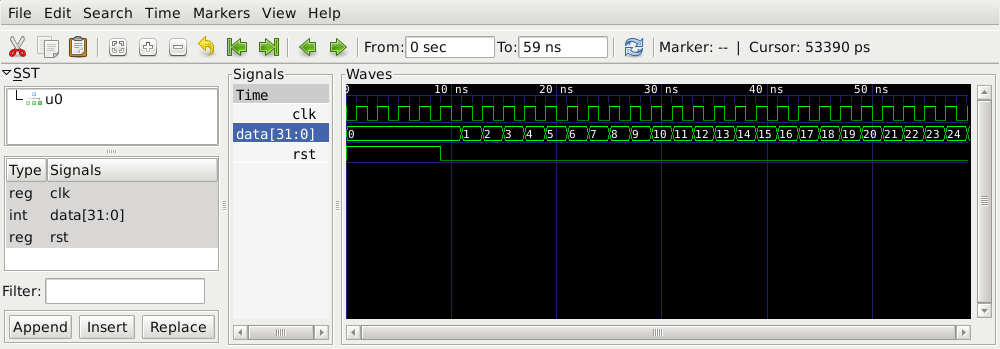 File Edit Search Time Markers View Help
From: 0 sec To: 59 ns Marker: -- | Cursor: 53390 ps
SST
u0
Type Signals
reg clk
int data[31:0]
reg rst
Filter:
Append Insert Replace
Signals
Time
clk
data[31:0]
rst
Waves
0 10 ns 20 ns 30 ns 40 ns 50 ns
0 1 2 3 4 5 6 7 8 9 10 11 12 13 14 15 16 17 18 19 20 21 22 23 24